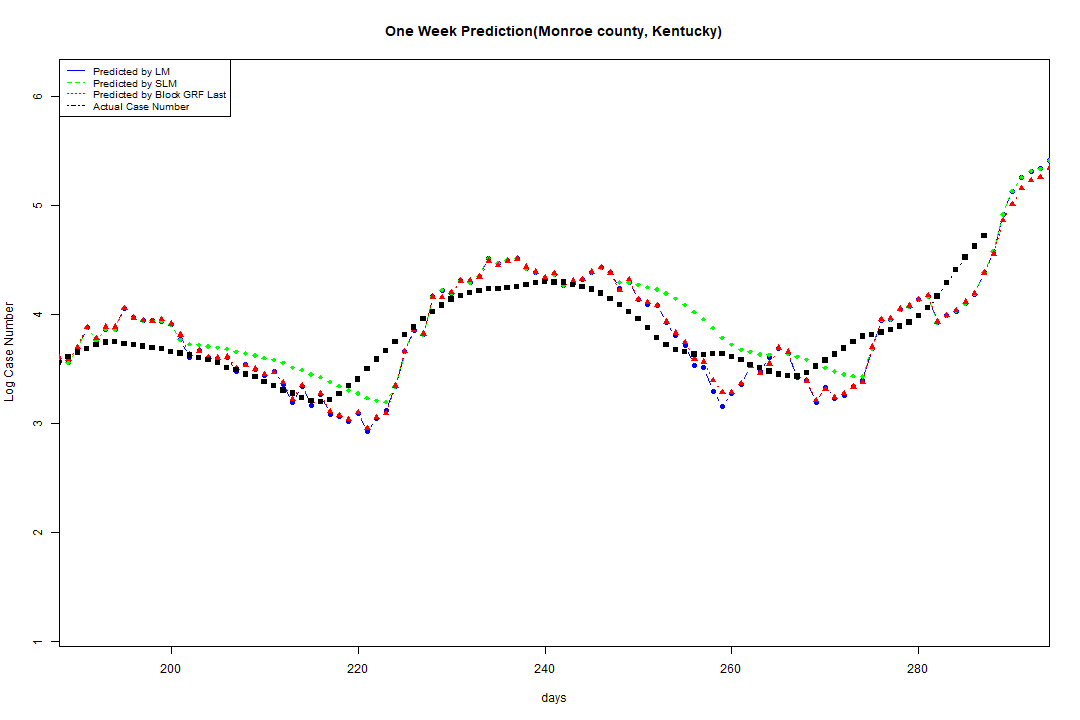 One Week Prediction(Monroe county, Kentucky)
Predicted by LM
Predicted by SLM
Predicted by Block GRF Last
Actual Case Number
6
5
4
3
2
1
Log Case Number
200
220
240
260
280
days